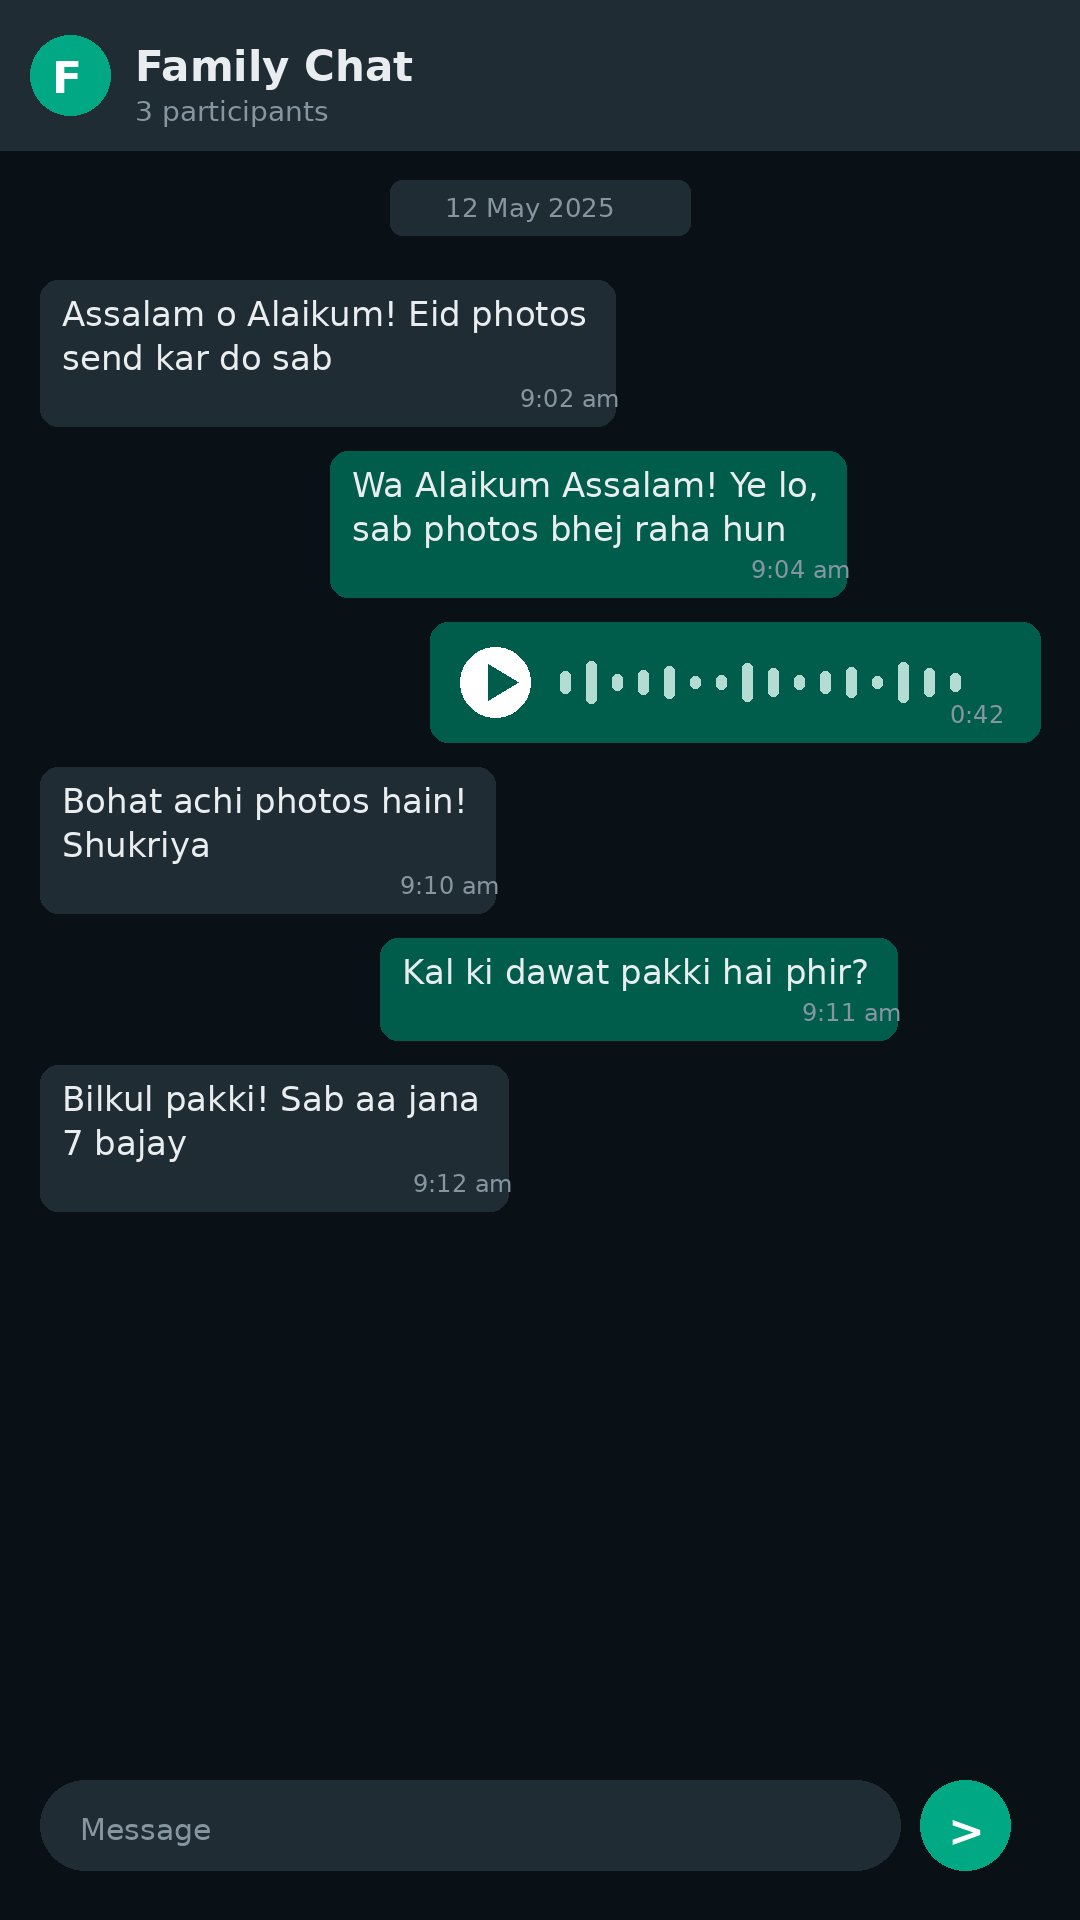 F
Family Chat
3 participants
12 May 2025
Assalam o Alaikum! Eid photos
send kar do sab
9:02 am
Wa Alaikum Assalam! Ye lo,
sab photos bhej raha hun
9:04 am
0:42
Bohat achi photos hain!
Shukriya
9:10 am
Kal ki dawat pakki hai phir?
9:11 am
Bilkul pakki! Sab aa jana
7 bajay
9:12 am
Message
>